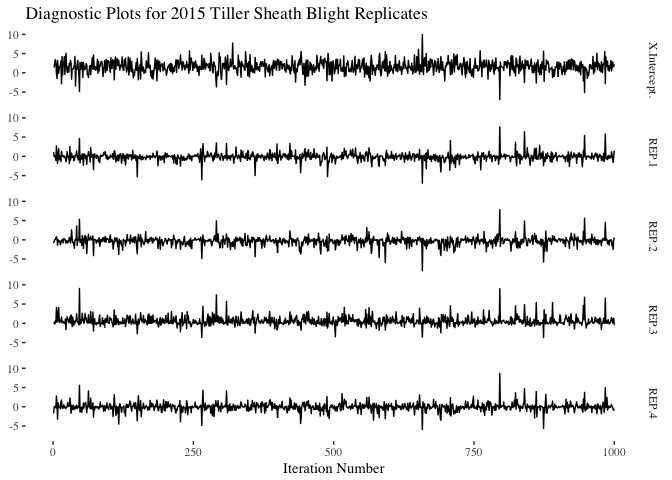 Diagnostic Plots for 2015 Tiller Sheath Blight Replicates
10
5
0
-5
X.Intercept.
10
5
0
-5
REP.1
10
5
0
-5
REP.2
10
5
0
-5
REP.3
10
5
0
-5
REP.4
0 250 500 750 1000
Iteration Number